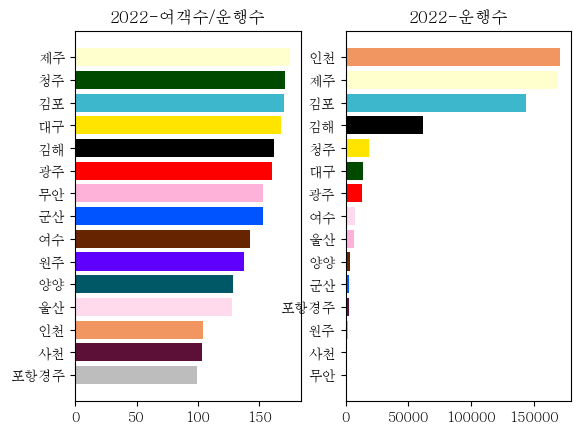 2022-여객수/운행수
제주
청주
김포
대구
김해
광주
무안
군산
여수
원주
양양
울산
인천
사천
포항경주
0 50 100 150
2022-운행수
인천
제주
김포
김해
청주
대구
광주
여수
울산
양양
군산
포항경주
원주
사천
무안
0 50000 100000 150000